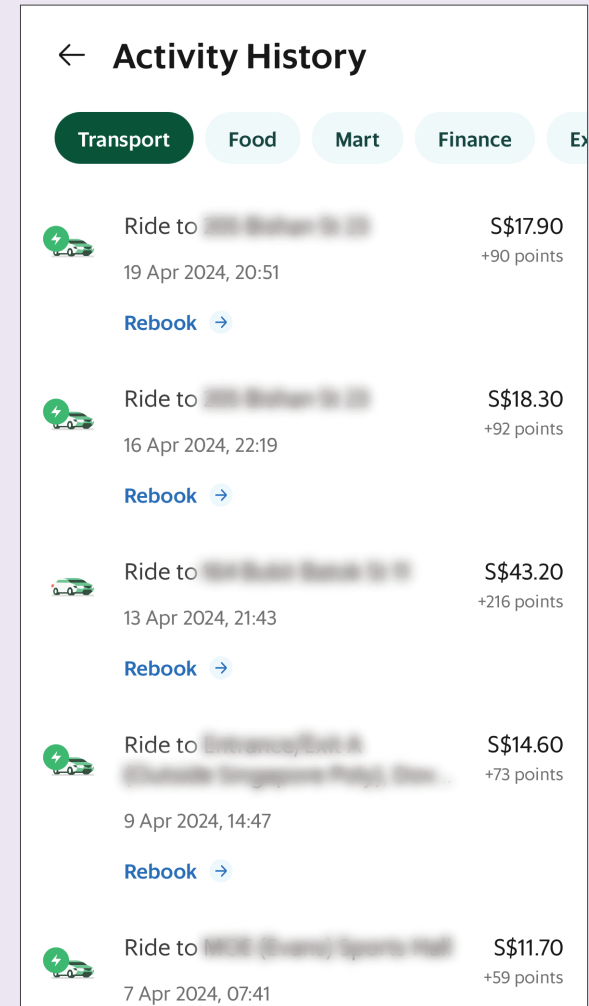 Activity History
Transport Food Mart Finance Ex
Ride to S$17.90
+90 points
19 Apr 2024, 20:51
Rebook
Ride to S$18.30
+92 points
16 Apr 2024, 22:19
Rebook
Ride to S$43.20
+216 points
13 Apr 2024, 21:43
Rebook
Ride to S$14.60
+73 points
9 Apr 2024, 14:47
Rebook
Ride to S$11.70
+59 points
7 Apr 2024, 07:41